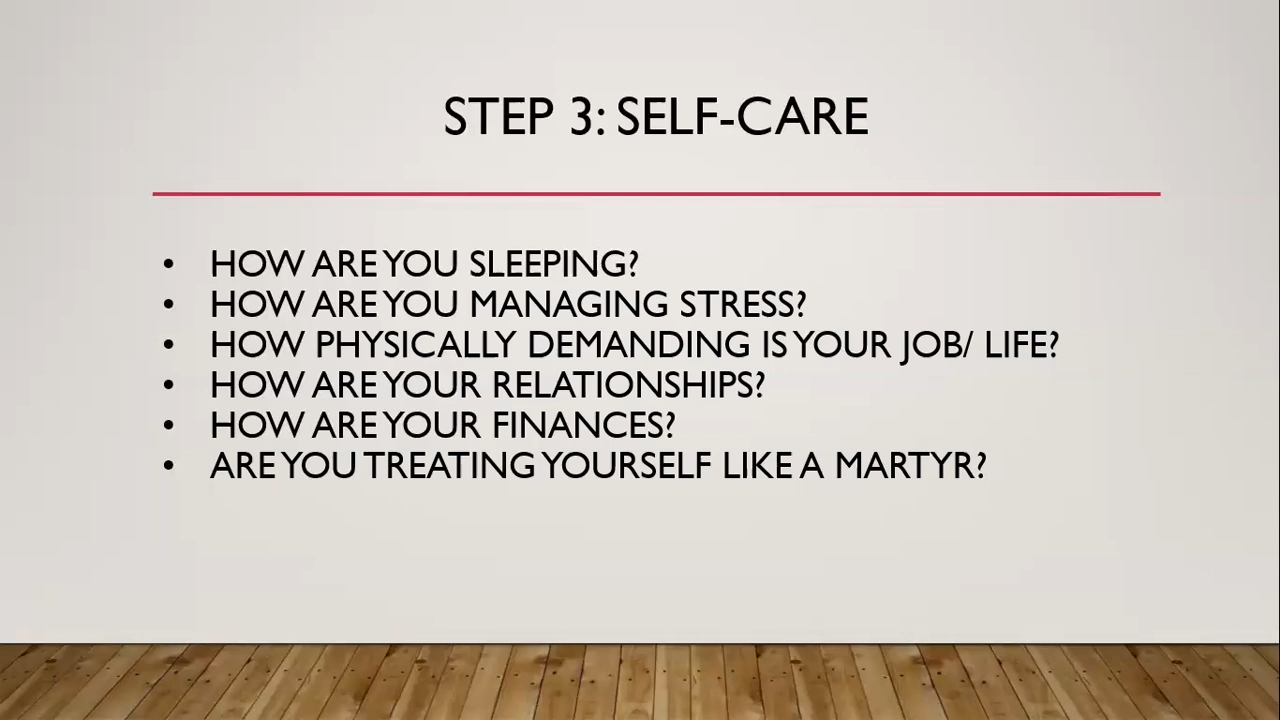 STEP 3: SELF-CARE
• HOW ARE YOU SLEEPING?
• HOW ARE YOU MANAGING STRESS?
• HOW PHYSICALLY DEMANDING IS YOUR JOB/ LIFE?
• HOW ARE YOUR RELATIONSHIPS?
• HOW ARE YOUR FINANCES?
• ARE YOU TREATING YOURSELF LIKE A MARTYR?